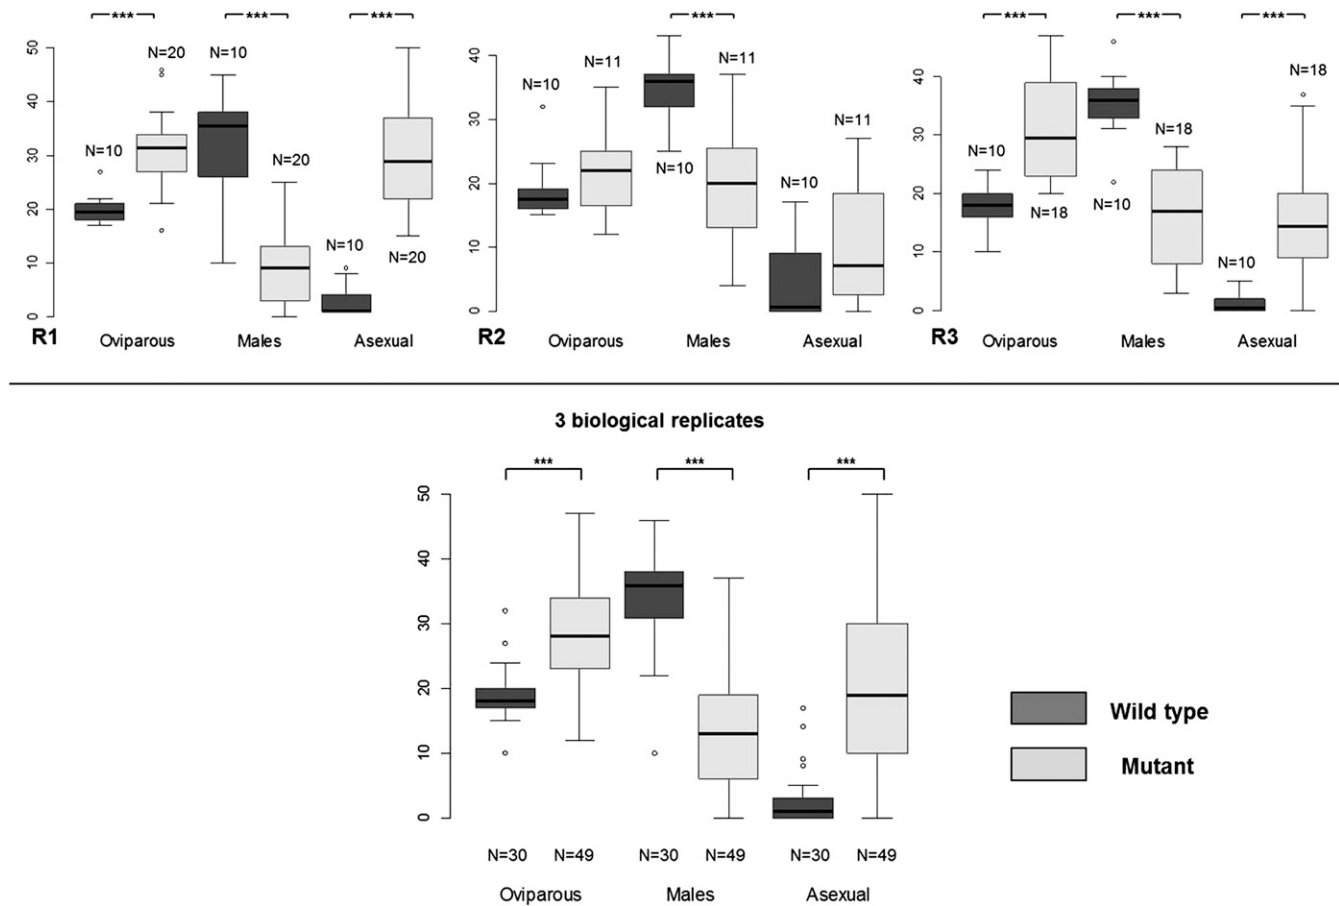 *** *** ***
N=20 N=10
N=10 N=20
N=10 N=20
50
40
30
20
10
0
R1 Oviparous Males Asexual
***
N=10 N=11 N=11
N=10 N=10 N=11
40
30
20
10
0
R2 Oviparous Males Asexual
*** *** ***
N=18
N=10 N=18
N=18 N=10 N=10
40
30
20
10
0
R3 Oviparous Males Asexual
3 biological replicates
*** *** ***
50
40
30
20
10
0
N=30 N=49 N=30 N=49 N=30 N=49
Oviparous Males Asexual
Wild type
Mutant